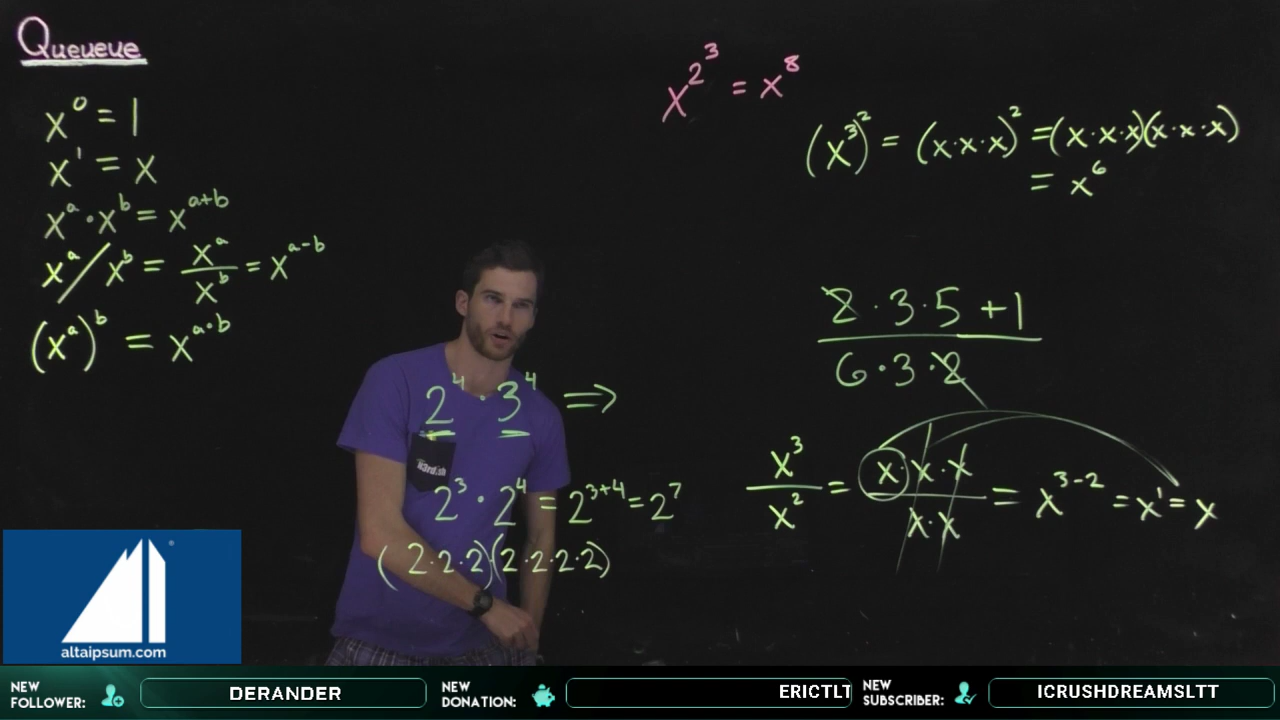 Queueue
x^0 = 1
x^1 = x
x^a · x^b = x^{a+b}
x^a / x^b = x^a/x^b = x^{a-b}
(x^a)^b = x^{a·b}
x^{2^3} = x^8
(x^3)^2 = (x·x·x)^2 = (x·x·x)(x·x·x)
= x^6
2·3·5 + 1
6·3·2
2^4 · 3^4 ⇒
2^3 · 2^4 = 2^{3+4} = 2^7
(2·2·2)·(2·2·2·2)
x^3/x^2 = x·x·x/x·x = x^{3-2} = x^1 = x
altaipsum.com
NEW FOLLOWER: DERANDER
NEW DONATION: ERICTLT
NEW SUBSCRIBER: ICRUSHDREAMSLTT